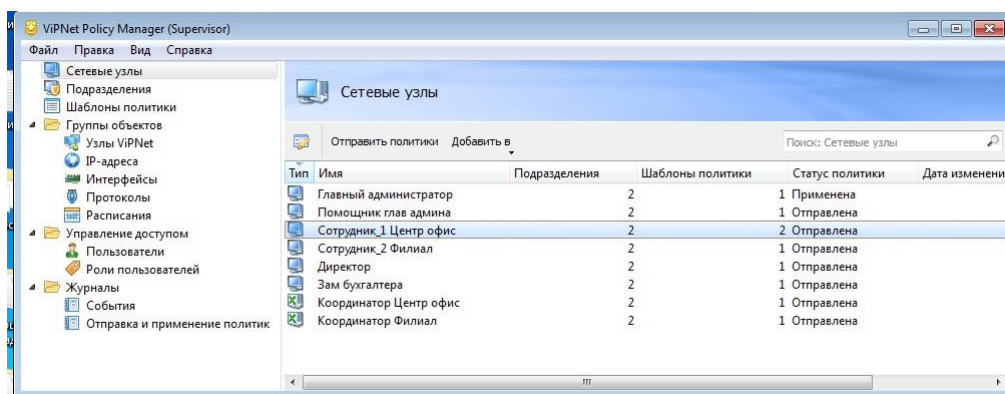 ViPNet Policy Manager (Supervisor)
Файл Правка Вид Справка
Сетевые узлы
Подразделения
Шаблоны политики
Группы объектов
Узлы ViPNet
IP-адреса
Интерфейсы
Протоколы
Расписания
Управление доступом
Пользователи
Роли пользователей
Журналы
События
Отправка и применение политик
Сетевые узлы
Отправить политики Добавить в
Поиск: Сетевые узлы
Тип Имя Подразделения Шаблоны политики Статус политики Дата изменени
Главный администратор 2 1 Применена
Помощник глав админа 2 1 Отправлена
Сотрудник_1 Центр офис 2 2 Отправлена
Сотрудник_2 Филиал 2 1 Отправлена
Директор 2 1 Отправлена
Зам бухгалтера 2 1 Отправлена
Координатор Центр офис 2 1 Отправлена
Координатор Филиал 2 1 Отправлена